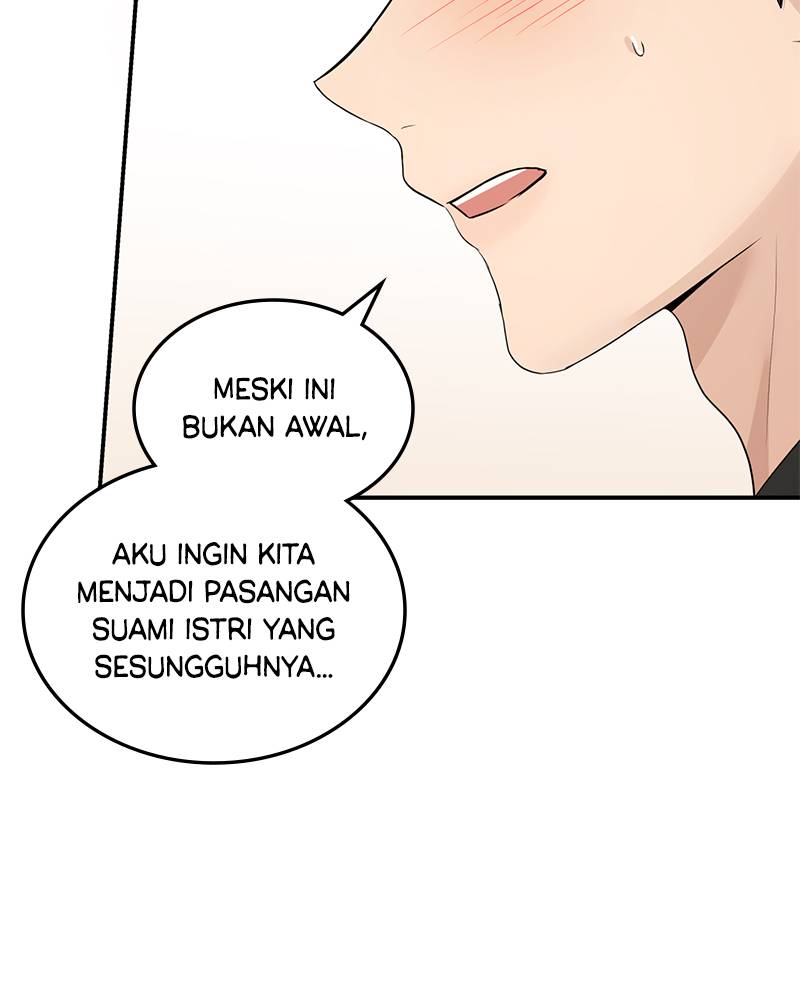 MESKI INI
BUKAN AWAL,
AKU INGIN KITA
MENJADI PASANGAN
SUAMI ISTRI YANG
SESUNGGUHNYA...